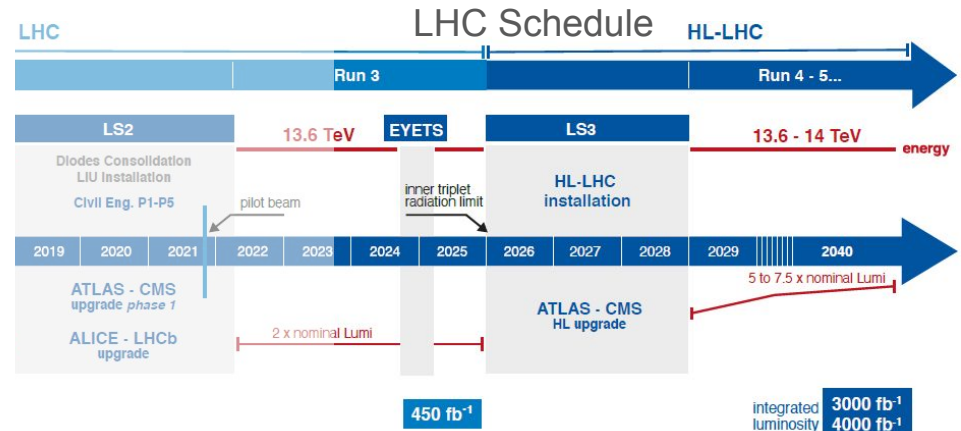 LHC Schedule
LHC
HL-LHC
Run 3
Run 4 - 5...
LS2
13.6 TeV
EYETS
LS3
13.6 - 14 TeV
energy
Diodes Consolidation
LIU Installation
Civil Eng. P1-P5
pilot beam
inner triplet
radiation limit
HL-LHC
installation
2019 2020 2021 2022 2023 2024 2025 2026 2027 2028 2029 2040
5 to 7.5 x nominal Lumi
ATLAS - CMS
upgrade phase 1
ALICE - LHCb
upgrade
2 x nominal Lumi
ATLAS - CMS
HL upgrade
450 fb-1
integrated
luminosity
3000 fb-1
4000 fb-1